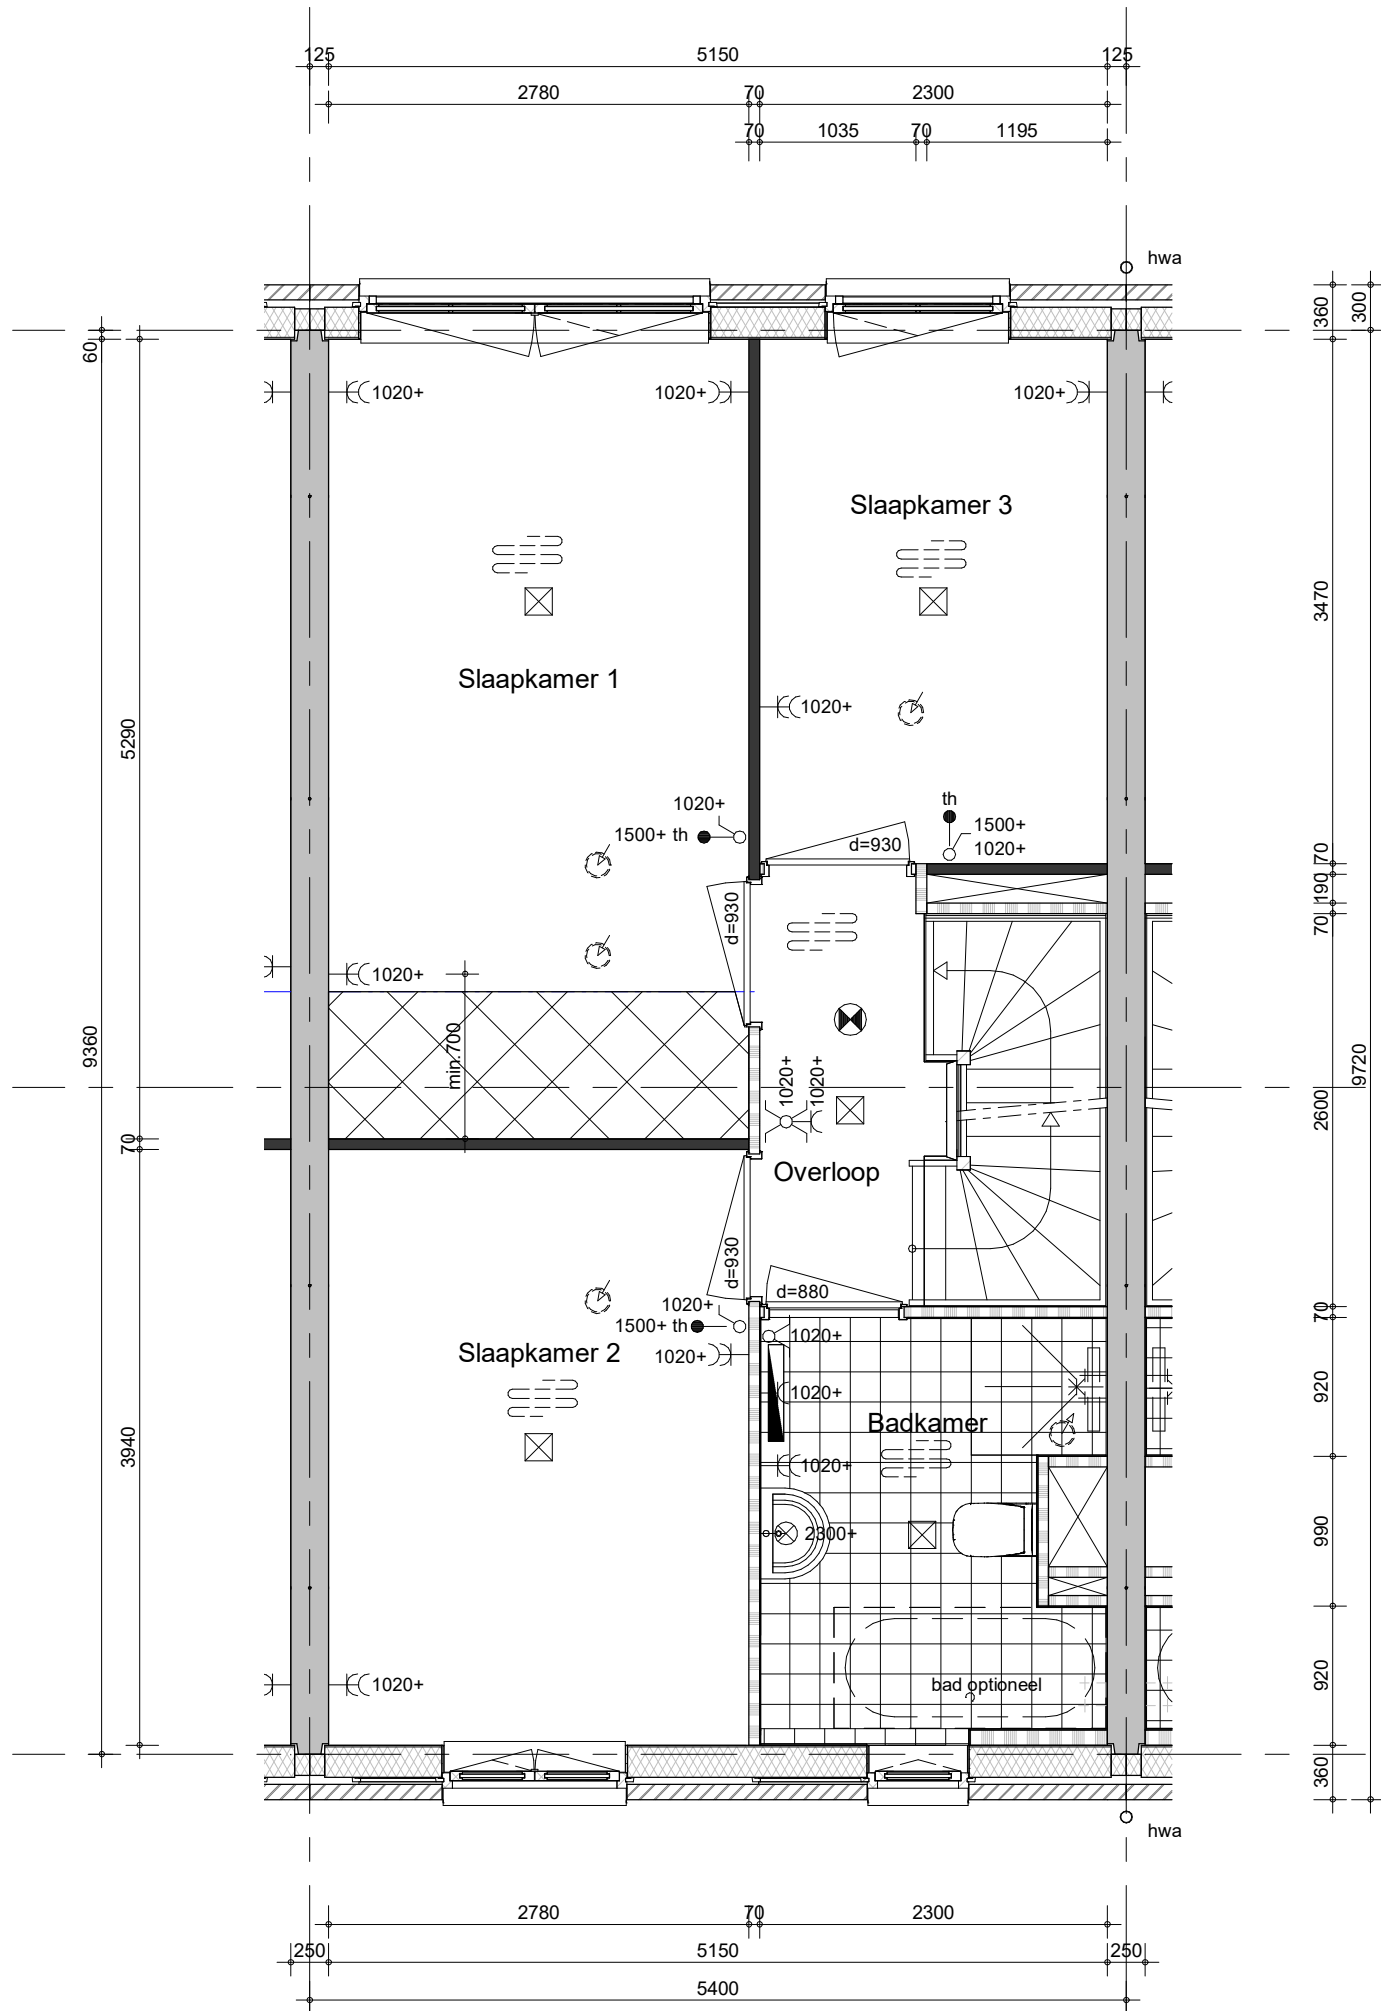 125 5150 125
2780 70 2300
70 1035 70 1195
hwa
360 300
60
1020+ 1020+ 1020+
Slaapkamer 3
3470
Slaapkamer 1
1020+
5290
1020+
1500+ th
th
1500+
1020+
d=930
70
190
70
d=930
1020+
min.700
9360
1020+
1020+
2600
9720
70
Overloop
d=930
d=880
1020+
1500+ th
1020+
1020+
70
Slaapkamer 2
1020+
920
Badkamer
3940
1020+
2300+
990
1020+
bad optioneel
920
360
hwa
2780 70 2300
250 5150 250
5400